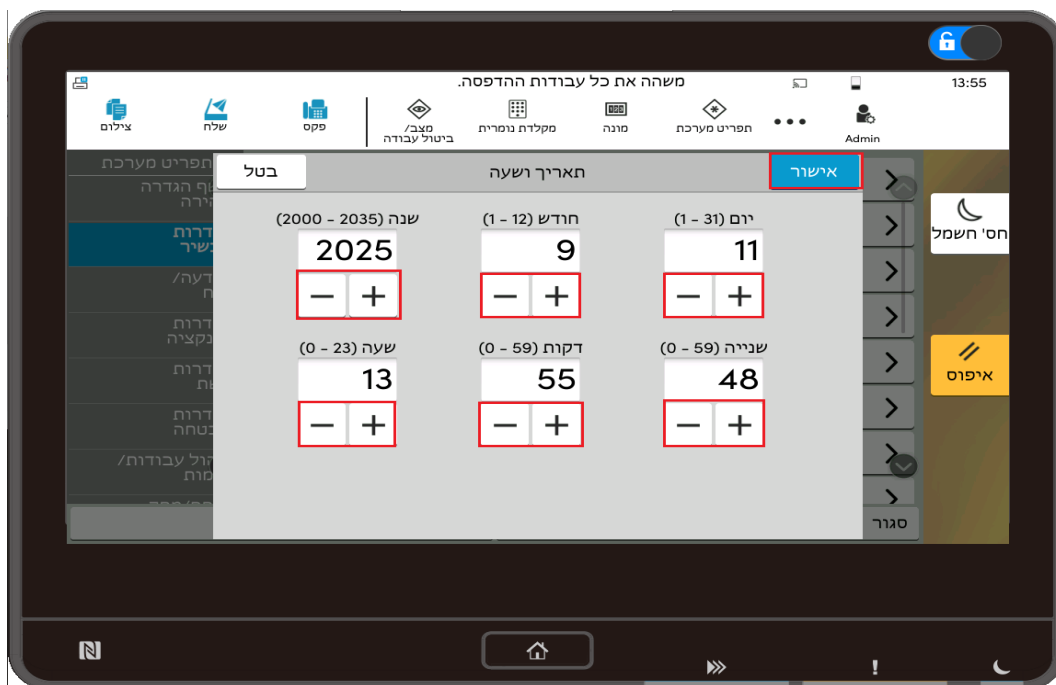 משהה את כל עבודות ההדפסה.
13:55
צילום
שלח
פקס
מצב/
ביטול עבודה
מקלדת נומרית
מונה
תפריט מערכת
Admin
תפריט מערכת
בטל
תאריך ושעה
אישור
שנה (2000 - 2035)
חודש (1 - 12)
יום (1 - 31)
2025
9
11
− +
− +
− +
שעה (0 - 23)
דקות (0 - 59)
שנייה (0 - 59)
13
55
48
− +
− +
− +
חס' חשמל
איפוס
סגור